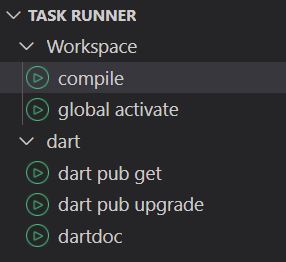 TASK RUNNER
Workspace
compile
global activate
dart
dart pub get
dart pub upgrade
dartdoc